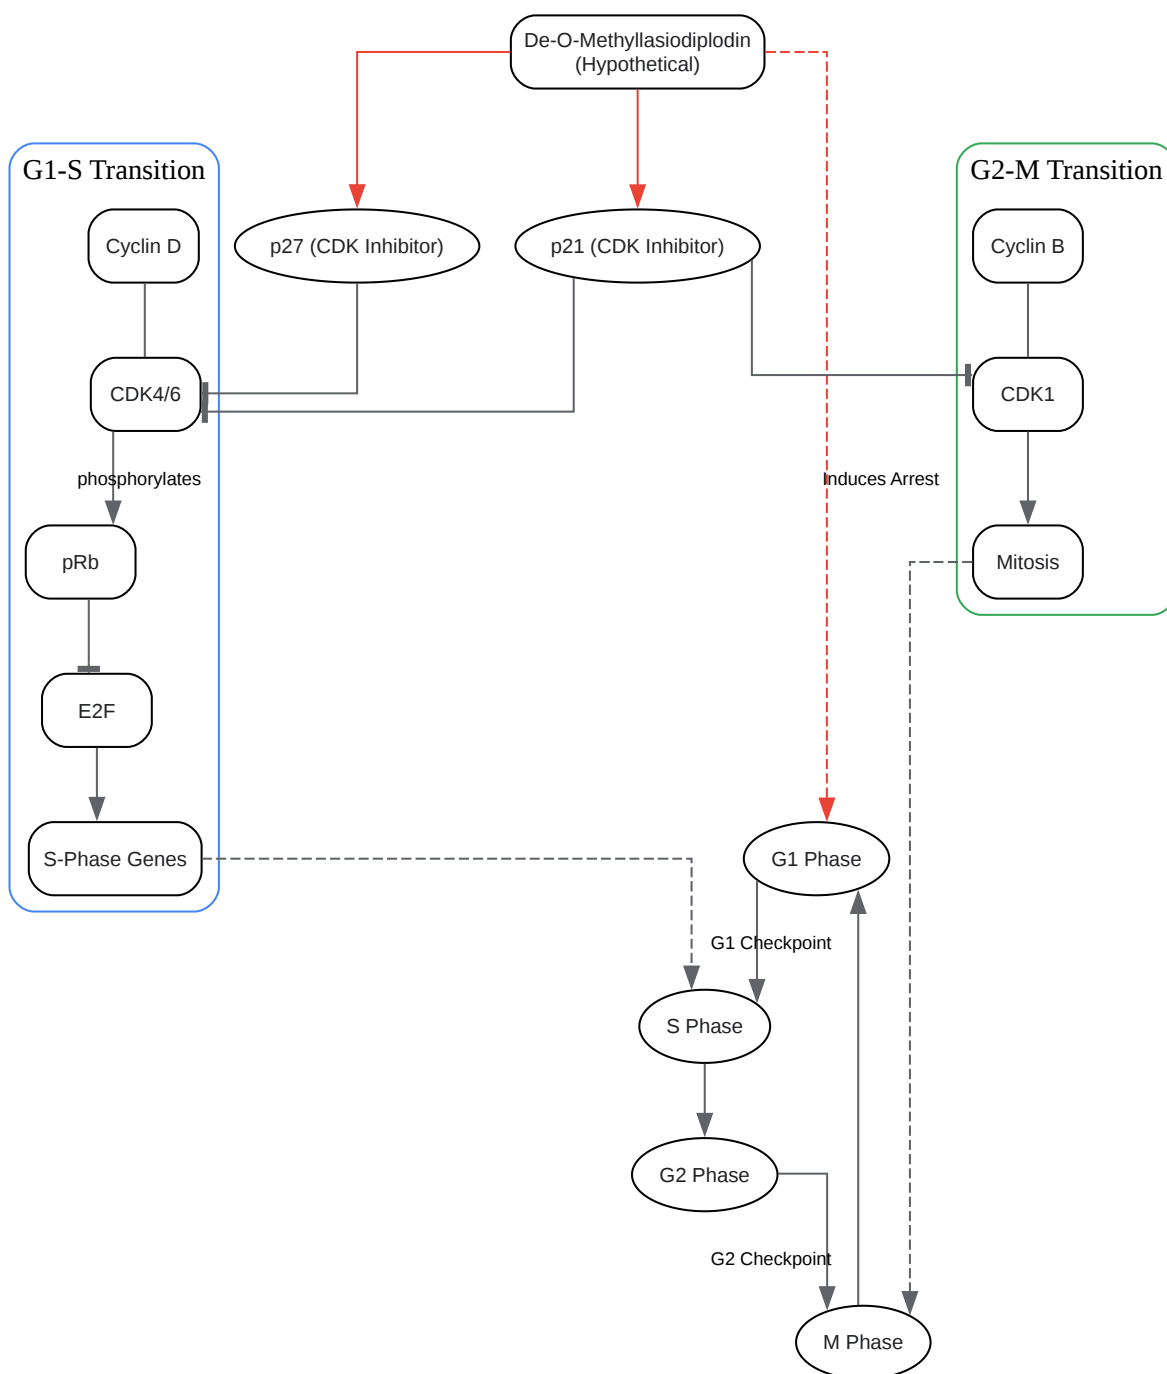 De-O-Methyllasiodiplodin
(Hypothetical)
G1-S Transition
G2-M Transition
Cyclin D
p27 (CDK Inhibitor)
p21 (CDK Inhibitor)
Cyclin B
CDK4/6
CDK1
phosphorylates
Induces Arrest
pRb
Mitosis
E2F
S-Phase Genes
G1 Phase
G1 Checkpoint
S Phase
G2 Phase
G2 Checkpoint
M Phase